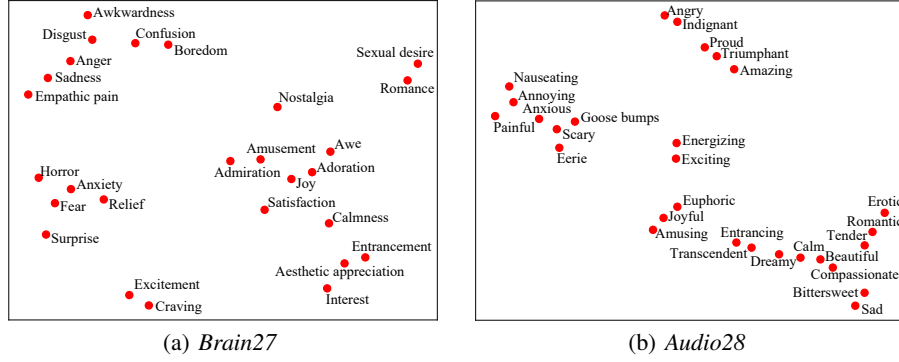 Awkwardness
Disgust
Confusion
Boredom
Anger
Sadness
Empathic pain
Sexual desire
Romance
Nostalgia
Awe
Amusement
Admiration
Adoration
Joy
Horror
Anxiety
Fear
Relief
Satisfaction
Calmness
Surprise
Entrancement
Aesthetic appreciation
Excitement
Interest
Craving
(a) Brain27
Angry
Indignant
Proud
Triumphant
Amazing
Nauseating
Annoying
Anxious
Painful
Goose bumps
Scary
Eerie
Energizing
Exciting
Euphoric
Joyful
Amusing
Erotic
Romantic
Tender
Entrancing
Transcendent
Dreamy
Calm
Beautiful
Compassionate
Bittersweet
Sad
(b) Audio28